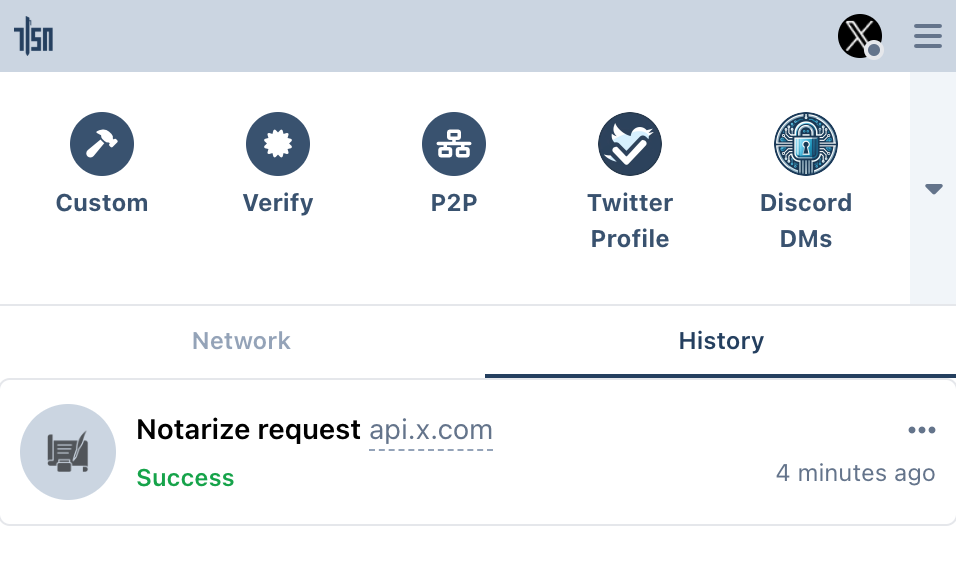 TLSN
Custom
Verify
P2P
Twitter
Profile
Discord
DMs
Network
History
Notarize request api.x.com
Success
4 minutes ago